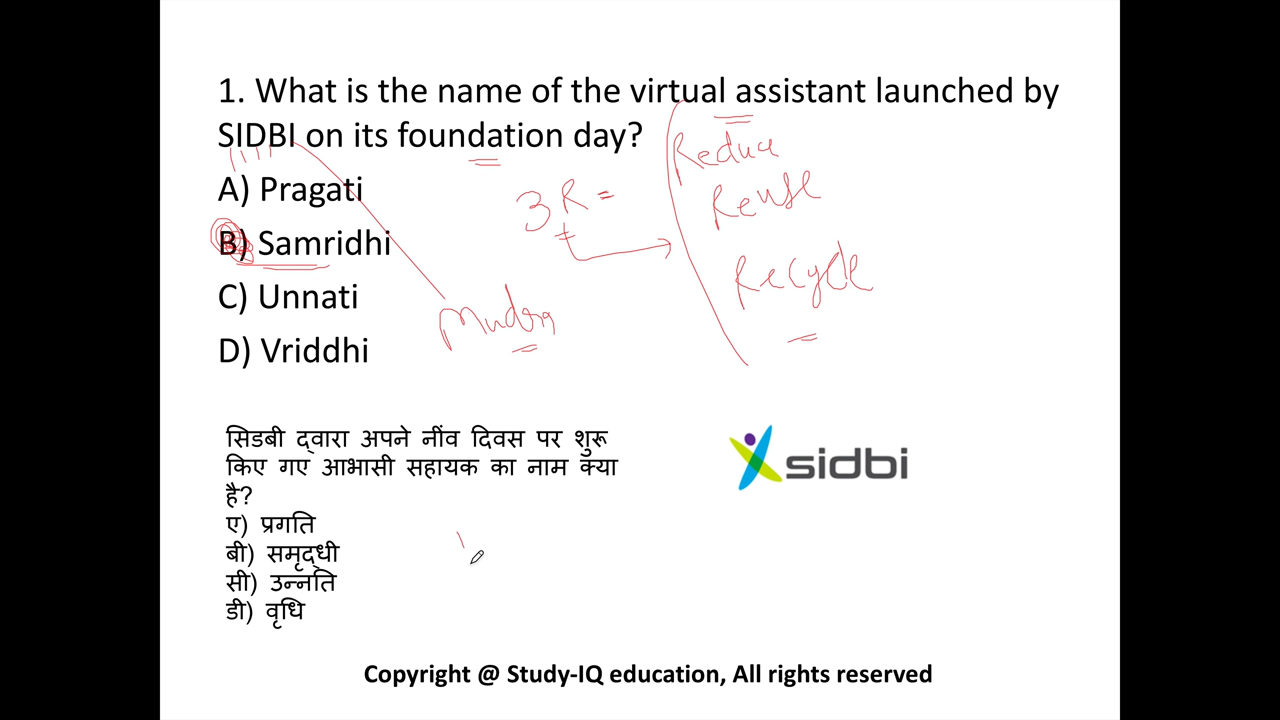 1. What is the name of the virtual assistant launched by
SIDBI on its foundation day?
A) Pragati
B) Samridhi
C) Unnati
D) Vriddhi
3R =
Reduce
Reuse
Recycle
Mudra
सिडबी द्वारा अपने नींव दिवस पर शुरू
किए गए आभासी सहायक का नाम क्या
है?
ए) प्रगति
बी) समृद्धी
सी) उन्नति
डी) वृधि
sidbi
Copyright @ Study-IQ education, All rights reserved